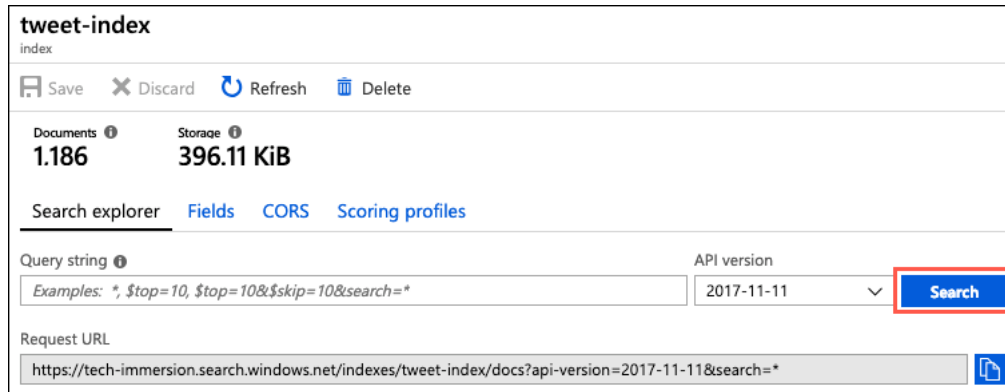 tweet-index
index
Save Discard Refresh Delete
Documents Storage
1,186 396.11 KiB
Search explorer Fields CORS Scoring profiles
Query string API version
Examples: *, $top=10, $top=10&$skip=10&search=* 2017-11-11 Search
Request URL
https://tech-immersion.search.windows.net/indexes/tweet-index/docs?api-version=2017-11-11&search=*